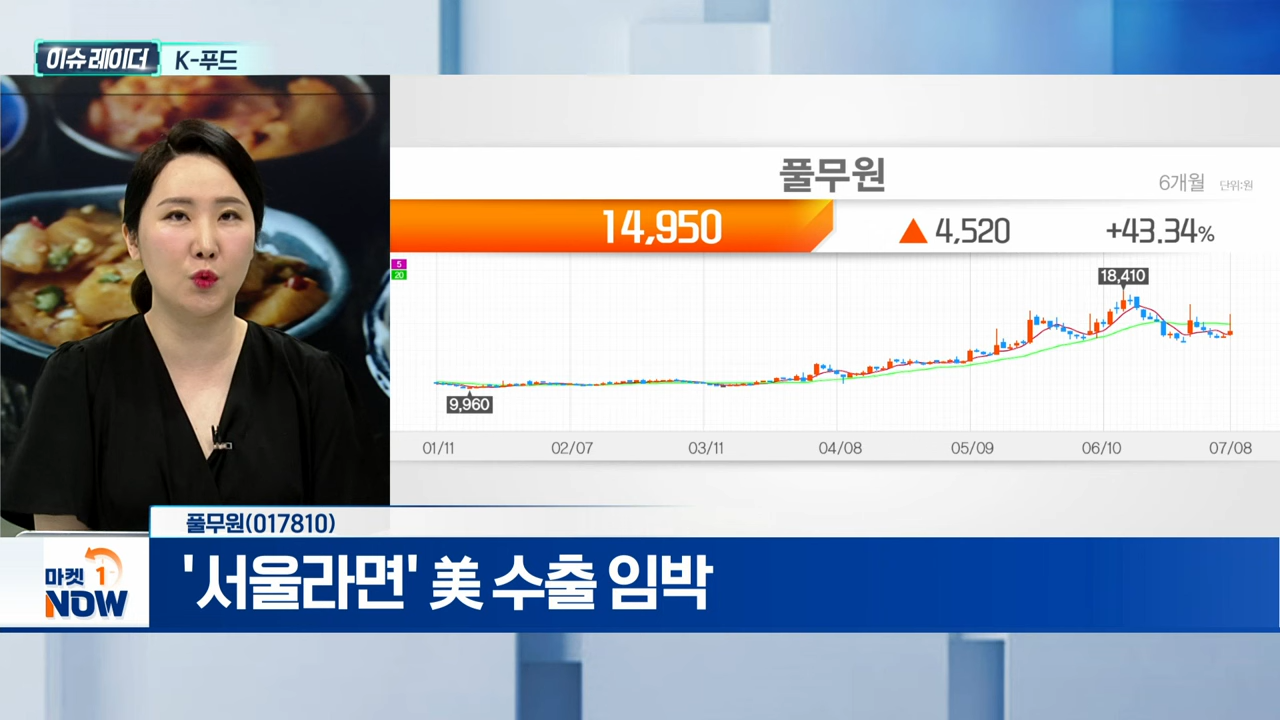 이슈 레이더 K-푸드
풀무원
6개월 단위:원
14,950 ▲ 4,520 +43.34%
5
20
18,410
9,960
01/11 02/07 03/11 04/08 05/09 06/10 07/08
풀무원(017810)
'서울라면' 美 수출 임박
마켓 1
NOW